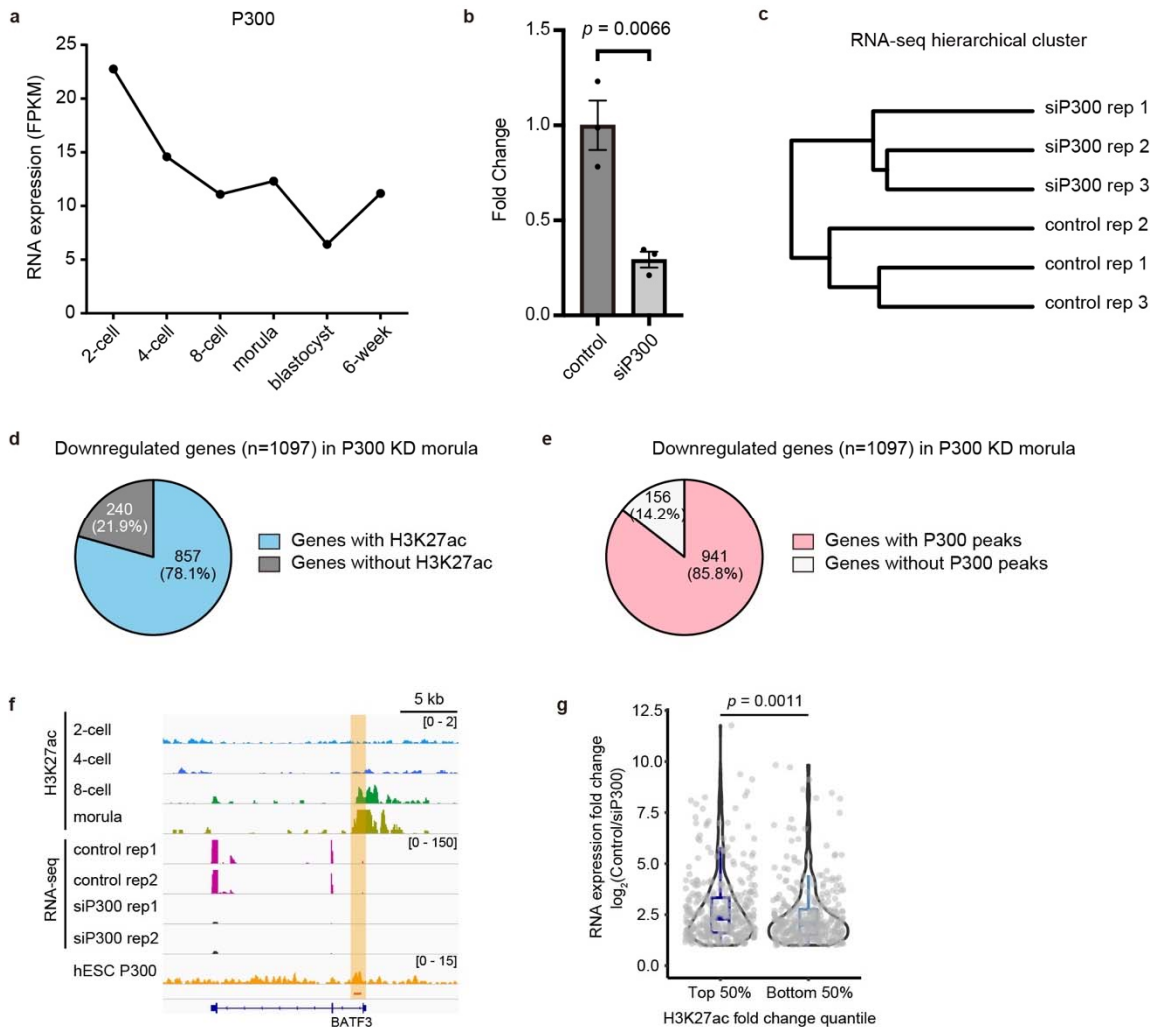 a
P300
RNA expression (FPKM)
25
20
15
10
5
0
2-cell
4-cell
8-cell
morula
blastocyst
6-week
b
p = 0.0066
Fold Change
1.5
1.0
0.5
0.0
control
siP300
c
RNA-seq hierarchical cluster
siP300 rep 1
siP300 rep 2
siP300 rep 3
control rep 2
control rep 1
control rep 3
d
Downregulated genes (n=1097) in P300 KD morula
240
(21.9%)
857
(78.1%)
Genes with H3K27ac
Genes without H3K27ac
e
Downregulated genes (n=1097) in P300 KD morula
156
(14.2%)
941
(85.8%)
Genes with P300 peaks
Genes without P300 peaks
f
5 kb
H3K27ac
2-cell
[0 - 2]
4-cell
8-cell
morula
RNA-seq
control rep1
[0 - 150]
control rep2
siP300 rep1
siP300 rep2
hESC P300
[0 - 15]
BATF3
g
p = 0.0011
RNA expression fold change
log₂(Control/siP300)
12.5
10.0
7.5
5.0
2.5
0.0
Top 50%
Bottom 50%
H3K27ac fold change quantile